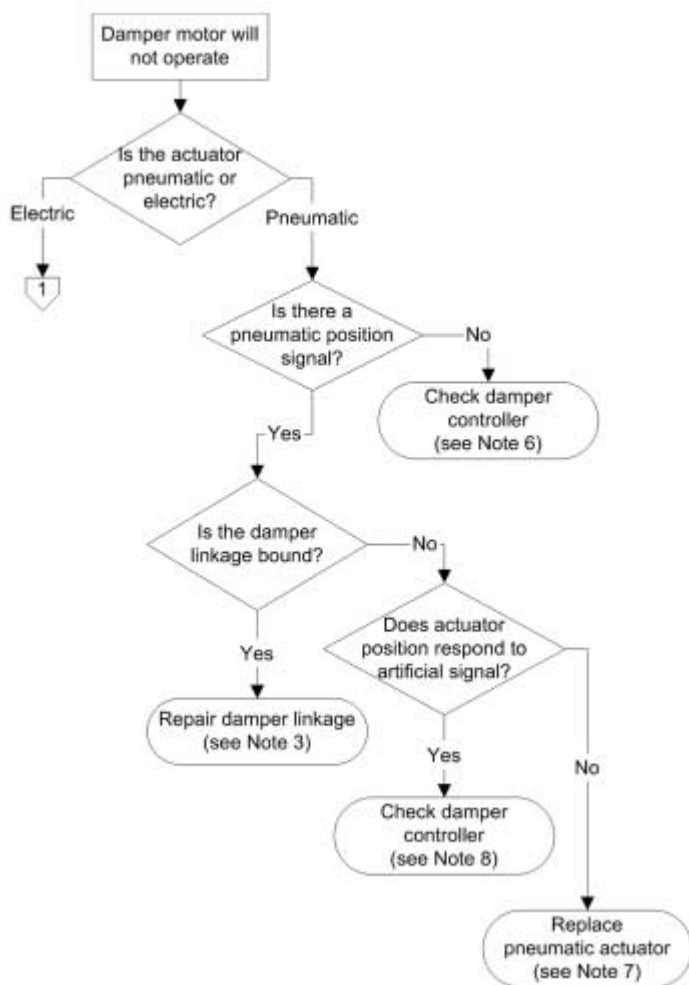 Damper motor will
not operate
Is the actuator
pneumatic or
electric?
Electric
Pneumatic
1
Is there a
pneumatic position
signal?
No
Check damper
controller
(see Note 6)
Yes
Is the damper
linkage bound?
No
Does actuator
position respond to
artificial signal?
Yes
Repair damper linkage
(see Note 3)
Yes
No
Check damper
controller
(see Note 8)
Replace
pneumatic actuator
(see Note 7)